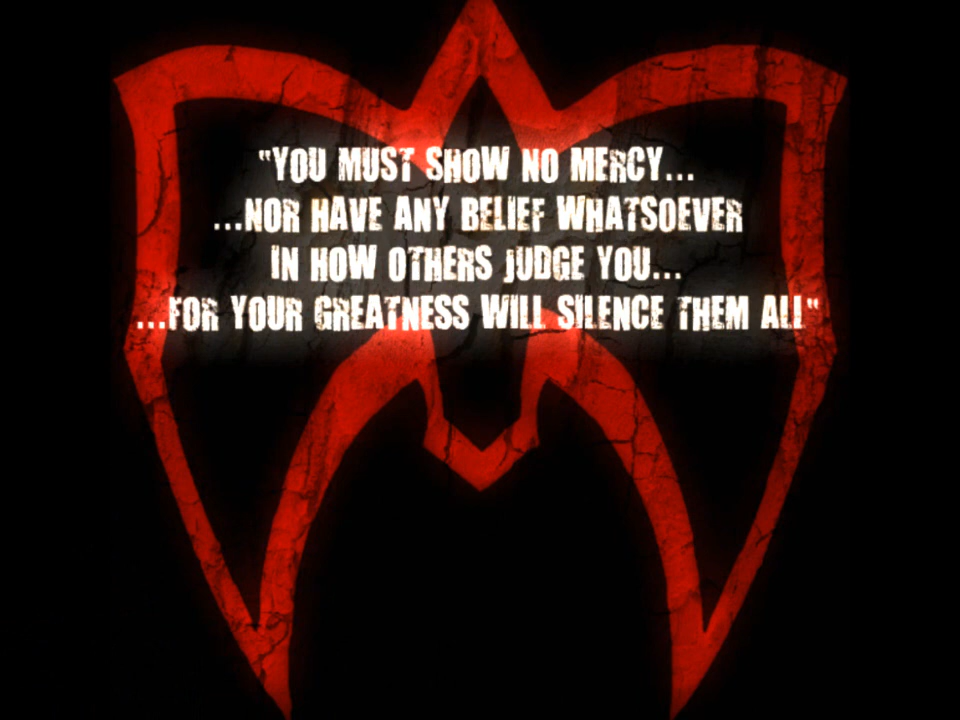 "YOU MUST SHOW NO MERCY...
...NOR HAVE ANY BELIEF WHATSOEVER
IN HOW OTHERS JUDGE YOU...
...FOR YOUR GREATNESS WILL SILENCE THEM ALL"